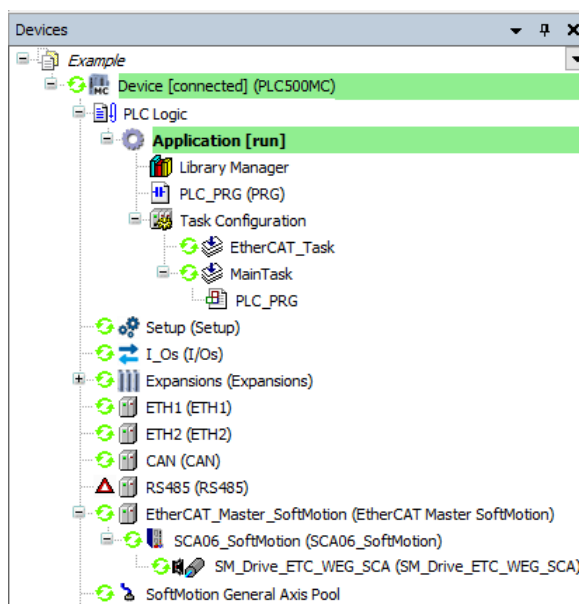 Devices
Example
Device [connected] (PLC500MC)
PLC Logic
Application [run]
Library Manager
PLC_PRG (PRG)
Task Configuration
EtherCAT_Task
MainTask
PLC_PRG
Setup (Setup)
I_Os (I/Os)
Expansions (Expansions)
ETH1 (ETH1)
ETH2 (ETH2)
CAN (CAN)
RS485 (RS485)
EtherCAT_Master_SoftMotion (EtherCAT Master SoftMotion)
SCA06_SoftMotion (SCA06_SoftMotion)
SM_Drive_ETC_WEG_SCA (SM_Drive_ETC_WEG_SCA)
SoftMotion General Axis Pool